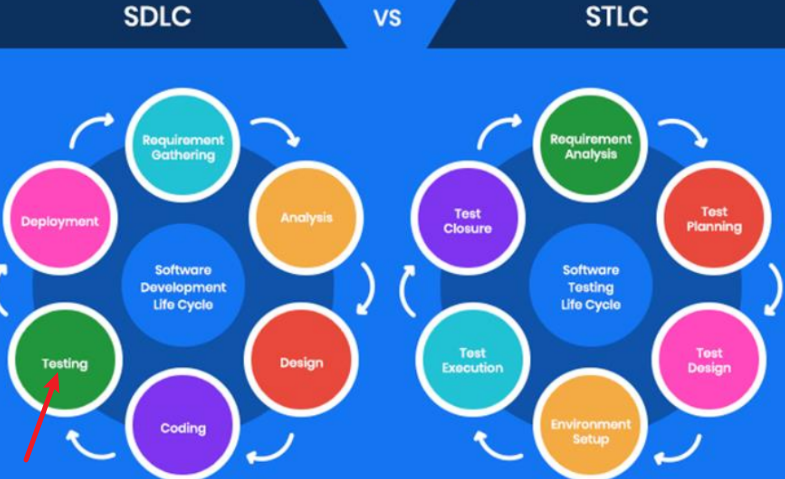 SDLC
VS
STLC
Requirement
Gathering
Analysis
Design
Coding
Testing
Deployment
Software
Development
Life Cycle
Requirement
Analysis
Test
Planning
Test
Design
Environment
Setup
Test
Execution
Test
Closure
Software
Testing
Life Cycle